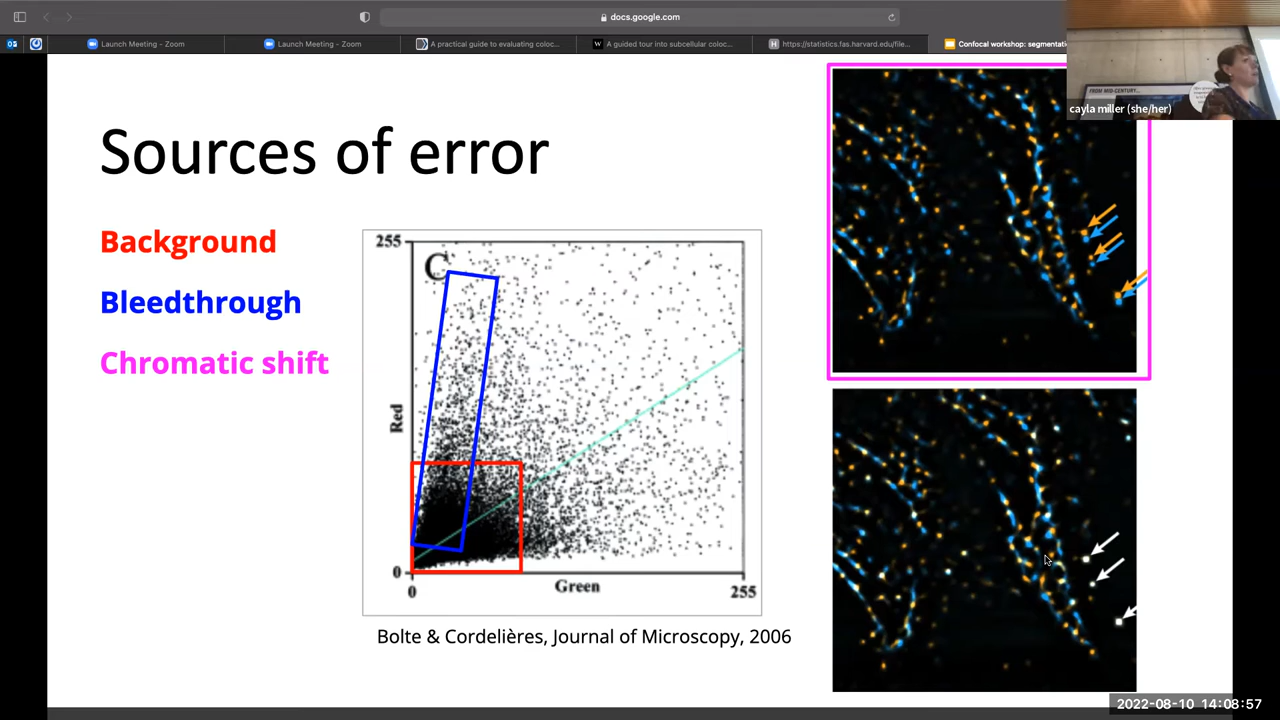 docs.google.com
Launch Meeting - Zoom
Launch Meeting - Zoom
A practical guide to evaluating coloc...
A guided tour into subcellular coloc...
https://statistics.fas.harvard.edu/file...
Confocal workshop: segmentati
FROM MID-CENTURY...
cayla miller (she/her)
Sources of error
Background
Bleedthrough
Chromatic shift
255
C
Red
0
0
Green
255
Bolte & Cordelières, Journal of Microscopy, 2006
2022-08-10 14:08:57